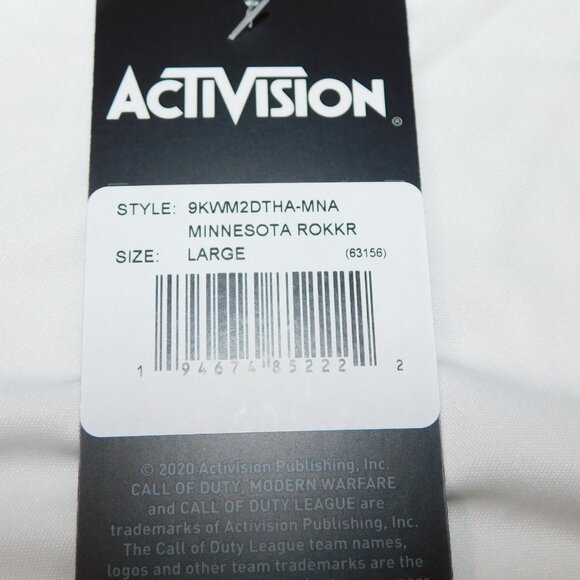 ACTIVISION®
STYLE: 9KWM2DTHA-MNA
MINNESOTA ROKKR
SIZE: LARGE (63156)
1 94674 85222 2
© 2020 Activision Publishing, Inc.
CALL OF DUTY, MODERN WARFARE
and CALL OF DUTY LEAGUE are
trademarks of Activision Publishing, Inc.
The Call of Duty League team names,
logos and other team trademarks are the